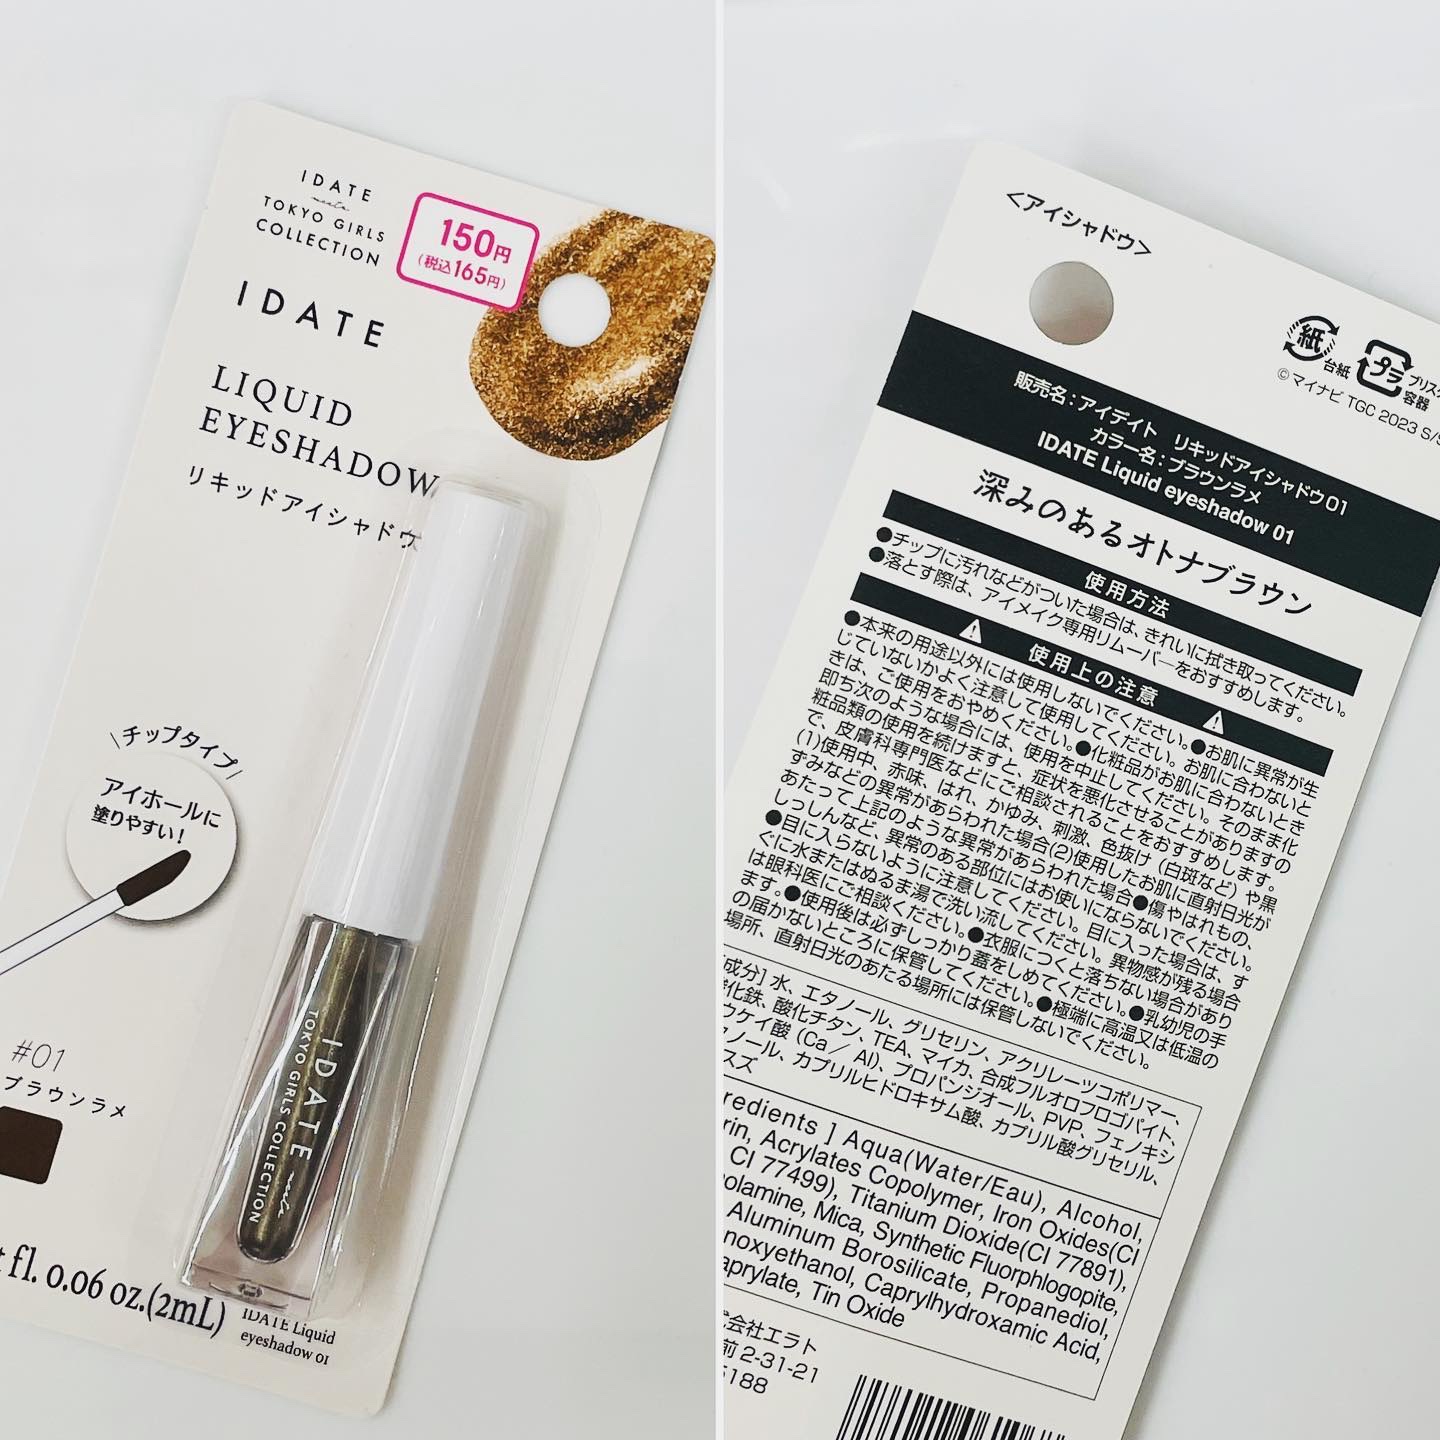 IDATE
meets
TOKYO GIRLS
COLLECTION
150円
(税込165円)
IDATE
LIQUID
EYESHADOW
リキッドアイシャドウ
\チップタイプ/
アイホールに
塗りやすい!
#01
ブラウンラメ
IDATE meets
TOKYO GIRLS COLLECTION
fl. 0.06 oz.(2mL)
IDATE Liquid
eyeshadow 01
<アイシャドウ>
紙
台紙
プラ
容器
©マイナビ TGC 2023 S/S
販売名:アイデイト リキッドアイシャドウ01
カラー名:ブラウンラメ
IDATE Liquid eyeshadow 01
深みのあるオトナブラウン
使用方法
●チップに汚れなどがついた場合は、きれいに拭き取ってください。
●落とす際は、アイメイク専用リムーバーをおすすめします。
使用上の注意
●本来の用途以外には使用しないでください。●お肌に異常が生
じていないかよく注意して使用してください。お肌に合わないと
きは、ご使用をおやめください。●化粧品がお肌に合わないとき
即ち次のような場合には、使用を中止してください。そのまま化
粧品類の使用を続けますと、症状を悪化させることがありますの
で、皮膚科専門医などにご相談されることをおすすめします。
(1)使用中、赤味、はれ、かゆみ、刺激、色抜け(白斑など)や黒
ずみなどの異常があらわれた場合(2)使用したお肌に直射日光が
あたって上記のような異常があらわれた場合●傷やはれもの、
しっしんなど、異常のある部位にはお使いにならないでください。
●目に入らないように注意してください。目に入った場合は、す
ぐに水またはぬるま湯で洗い流してください。異物感が残る場合
は眼科医にご相談ください。●衣服につくと落ちない場合があり
ます。●使用後は必ずしっかり蓋をしめてください。●乳幼児の手
の届かないところに保管してください。●極端に高温又は低温の
場所、直射日光のあたる場所には保管しないでください。
成分] 水、エタノール、グリセリン、アクリレーツコポリマー、
酸化鉄、酸化チタン、TEA、マイカ、合成フルオロフロゴパイト、
ウケイ酸 (Ca/Al)、プロパンジオール、PVP、フェノキシ
ノール、カプリルヒドロキサム酸、カプリル酸グリセリル、
スズ
redients ] Aqua(Water/Eau), Alcohol,
rin, Acrylates Copolymer, Iron Oxides(CI
CI 77499), Titanium Dioxide(CI 77891),
olamine, Mica, Synthetic Fluorphlogopite,
Aluminum Borosilicate, Propanediol,
noxyethanol, Caprylhydroxamic Acid,
aprylate, Tin Oxide
会社エラト
前 2-31-21
5188